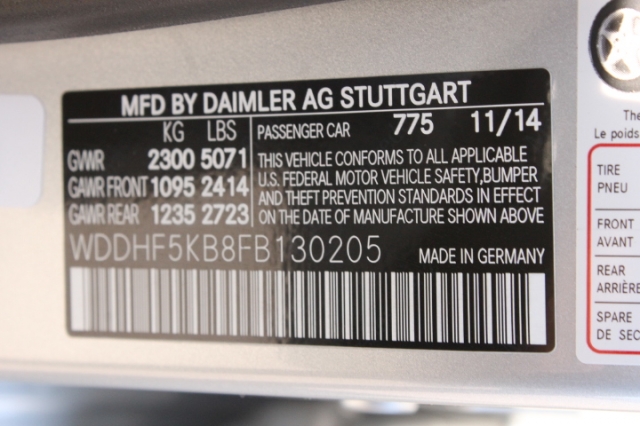 MFD BY DAIMLER AG STUTTGART
KG LBS
GVWR 2300 5071
GAWR FRONT 1095 2414
GAWR REAR 1235 2723
PASSENGER CAR 775 11/14
THIS VEHICLE CONFORMS TO ALL APPLICABLE
U.S. FEDERAL MOTOR VEHICLE SAFETY, BUMPER
AND THEFT PREVENTION STANDARDS IN EFFECT
ON THE DATE OF MANUFACTURE SHOWN ABOVE
WDDHF5KB8FB130205
MADE IN GERMANY
The
Le poids
TIRE
PNEU
FRONT
AVANT
REAR
ARRIÈRE
SPARE
DE SEC